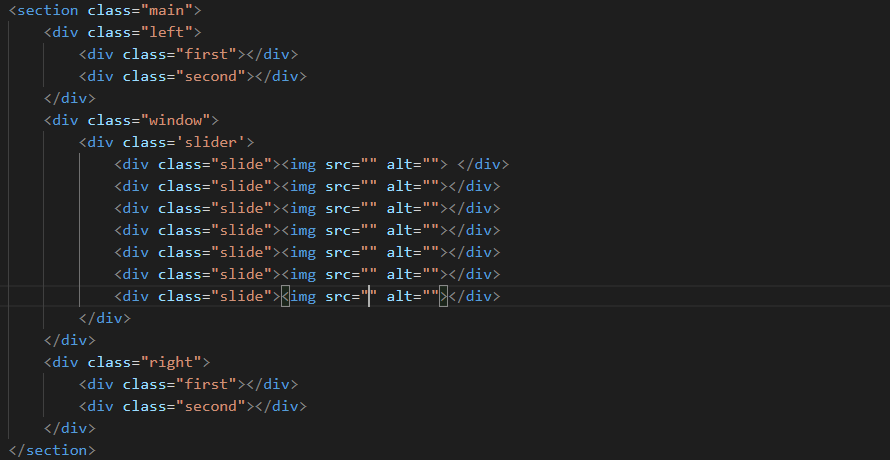 <section class="main">
    <div class="left">
        <div class="first"></div>
        <div class="second"></div>
    </div>
    <div class="window">
        <div class='slider'>
            <div class="slide"><img src="" alt=""> </div>
            <div class="slide"><img src="" alt=""></div>
            <div class="slide"><img src="" alt=""></div>
            <div class="slide"><img src="" alt=""></div>
            <div class="slide"><img src="" alt=""></div>
            <div class="slide"><img src="" alt=""></div>
            <div class="slide"><img src="" alt=""></div>
        </div>
    </div>
    <div class="right">
        <div class="first"></div>
        <div class="second"></div>
    </div>
</section>